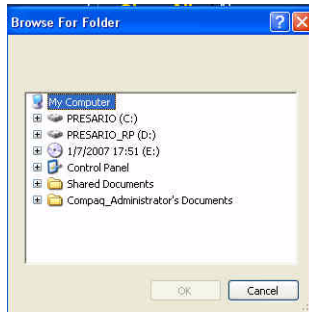 Browse For Folder
My Computer
PRESARIO (C:)
PRESARIO_RP (D:)
1/7/2007 17:51 (E:)
Control Panel
Shared Documents
Compaq_Administrator's Documents
OK
Cancel